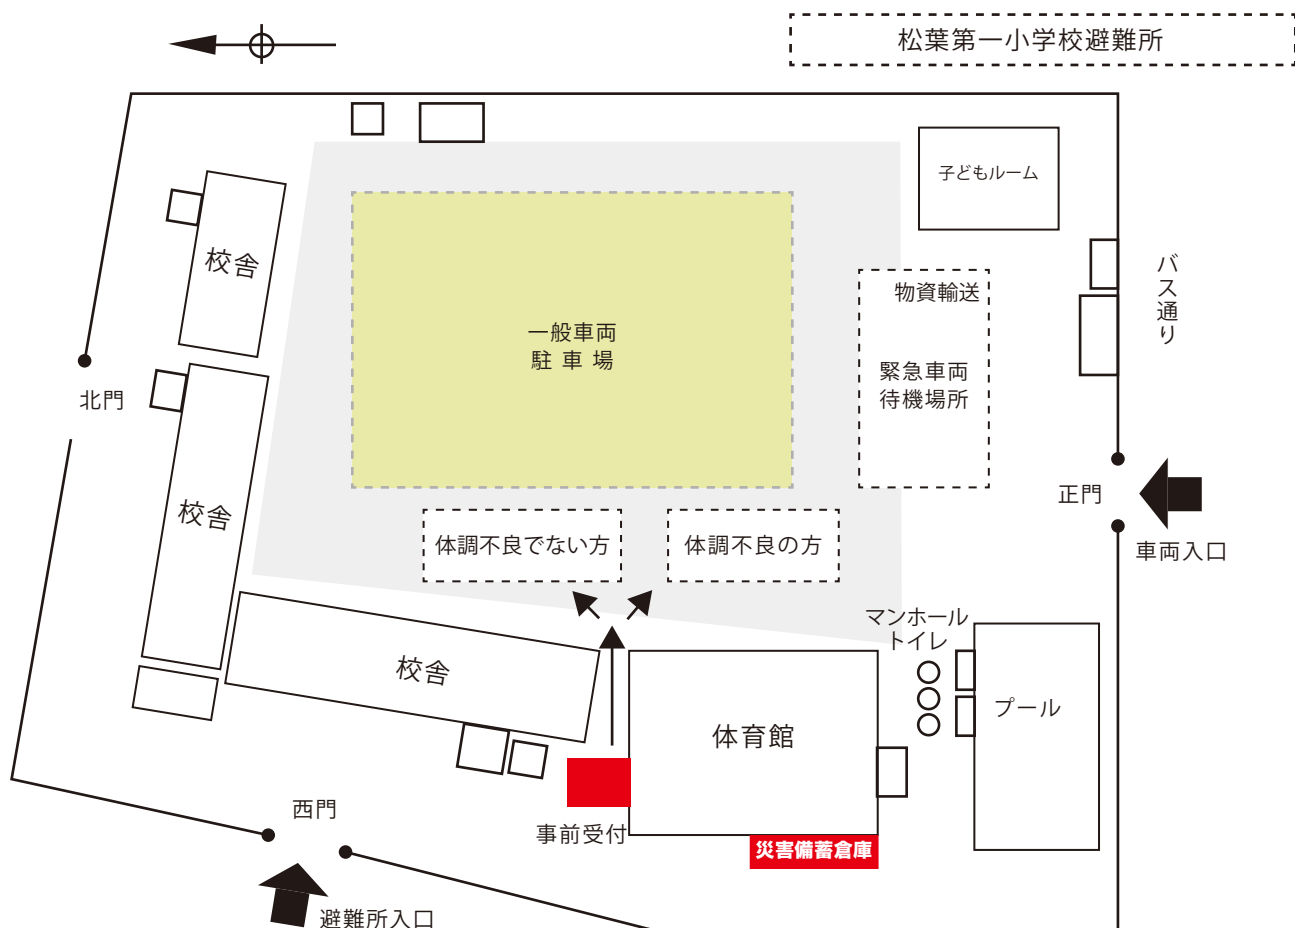 松葉第一小学校避難所
子どもルーム
校舎
物資輸送
緊急車両
待機場所
バス通り
一般車両
駐車場
北門
正門
車両入口
校舎
体調不良でない方
体調不良の方
マンホール
トイレ
校舎
体育館
プール
西門
事前受付
災害備蓄倉庫
避難所入口